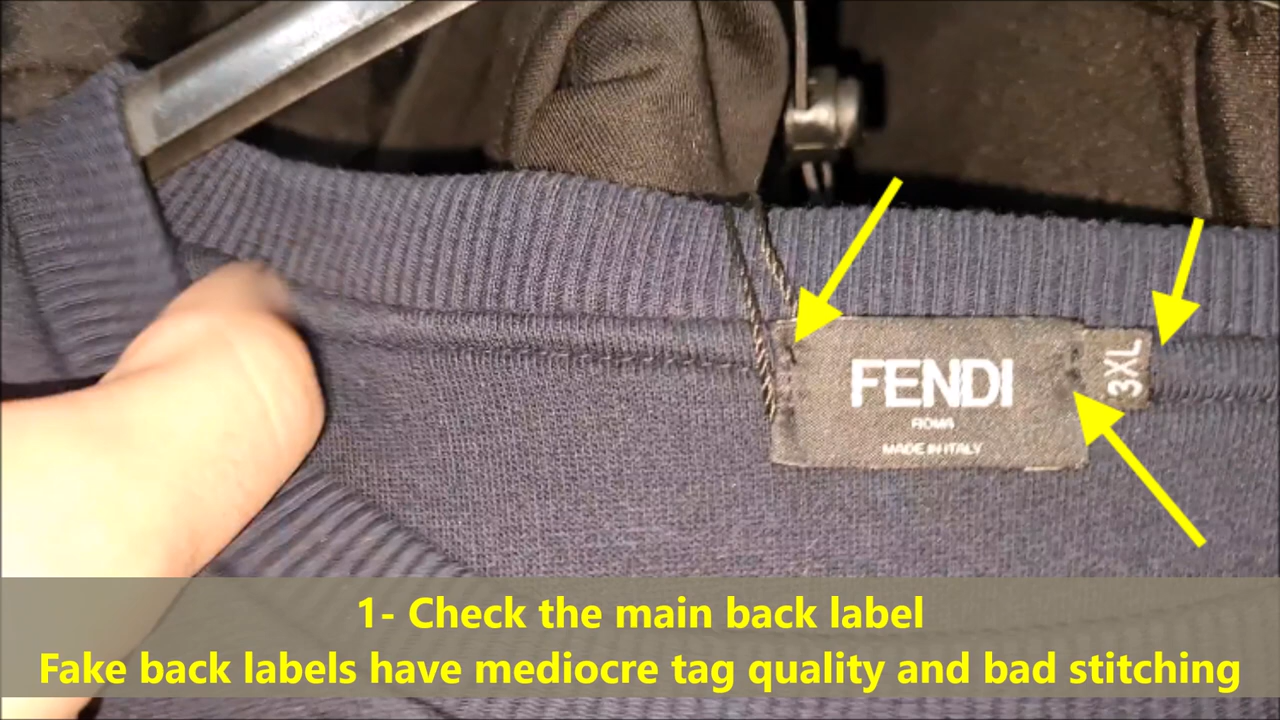 FENDI
ROMA
MADE IN ITALY
3XL
1- Check the main back label
Fake back labels have mediocre tag quality and bad stitching